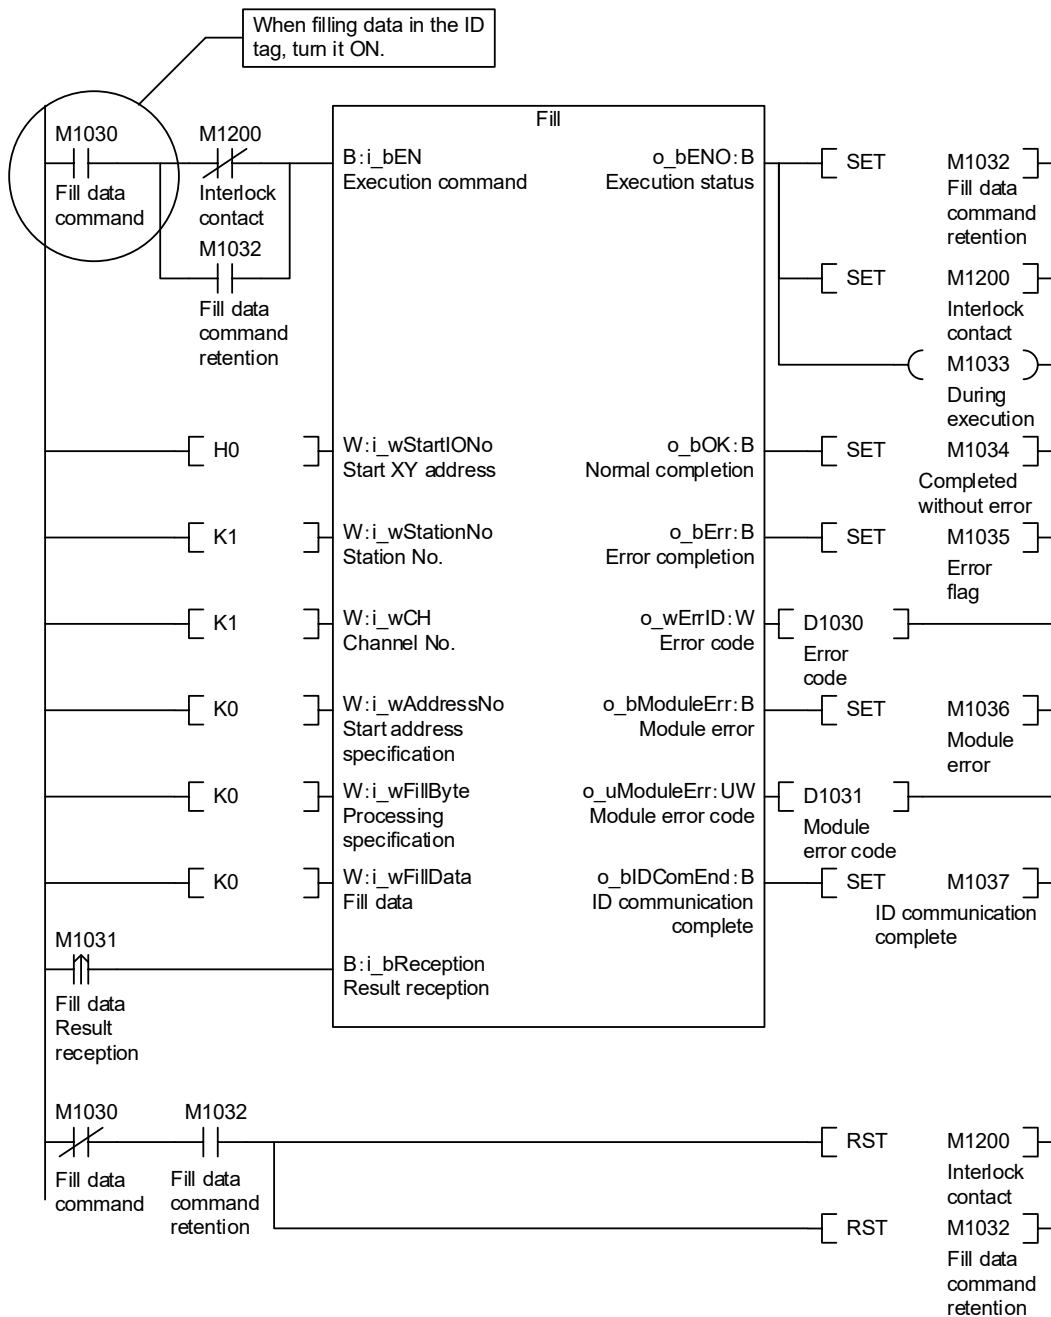 When filling data in the ID
tag, turn it ON.
Fill
M1030
Fill data
command
M1200
Interlock
contact
M1032
Fill data
command
retention
B:i_bEN
Execution command
o_bENO:B
Execution status
SET M1032
Fill data
command
retention
SET M1200
Interlock
contact
M1033
During
execution
H0
W:i_wStartIONo
Start XY address
o_bOK:B
Normal completion
SET M1034
Completed
without error
K1
W:i_wStationNo
Station No.
o_bErr:B
Error completion
SET M1035
Error
flag
K1
W:i_wCH
Channel No.
o_wErrID:W
Error code
D1030
Error
code
K0
W:i_wAddressNo
Start address
specification
o_bModuleErr:B
Module error
SET M1036
Module
error
K0
W:i_wFillByte
Processing
specification
o_uModuleErr:UW
Module error code
D1031
Module
error code
K0
W:i_wFillData
Fill data
o_bIDComEnd:B
ID communication
complete
SET M1037
ID communication
complete
M1031
Fill data
Result
reception
B:i_bReception
Result reception
M1030
Fill data
command
M1032
Fill data
command
retention
RST M1200
Interlock
contact
RST M1032
Fill data
command
retention